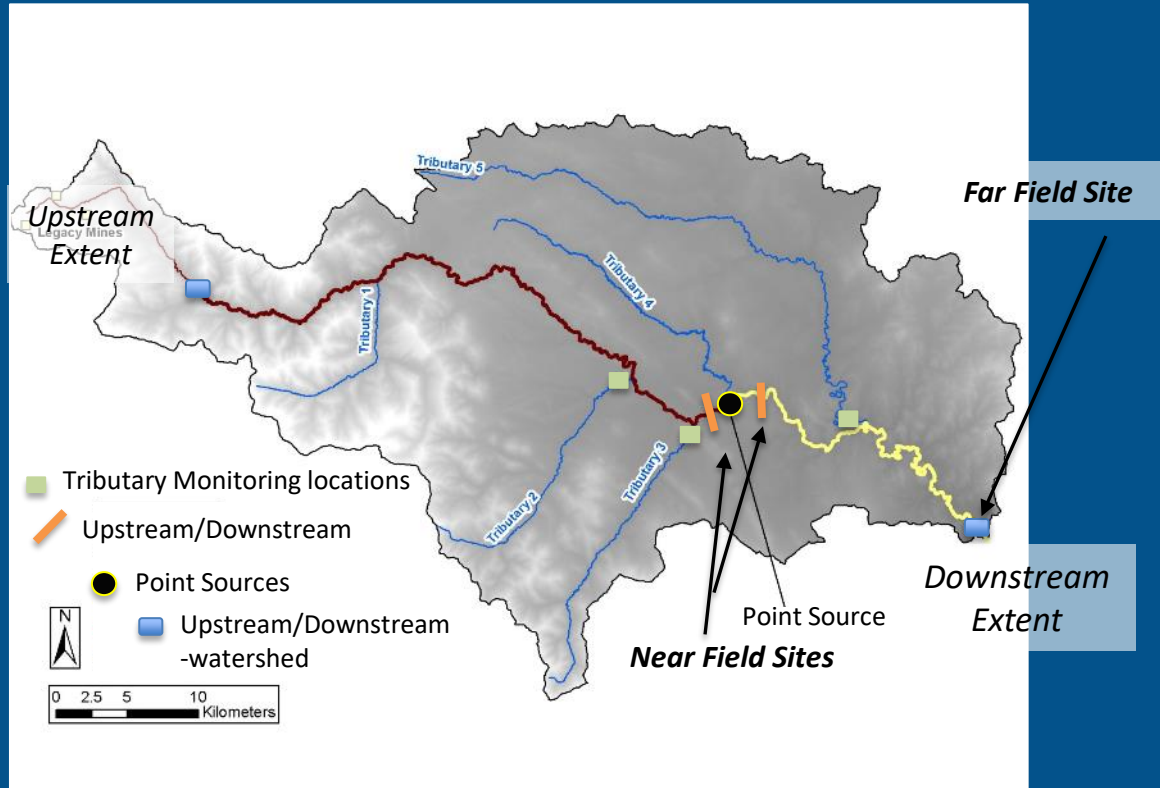 Tributary 5
Far Field Site
Upstream
Legacy Mines
Extent
Tributary 4
Tributary 1
Tributary 3
Tributary 2
Tributary Monitoring locations
Upstream/Downstream
Point Sources
Upstream/Downstream
-watershed
Point Source
Near Field Sites
Downstream
Extent
N
0 2.5 5 10
Kilometers